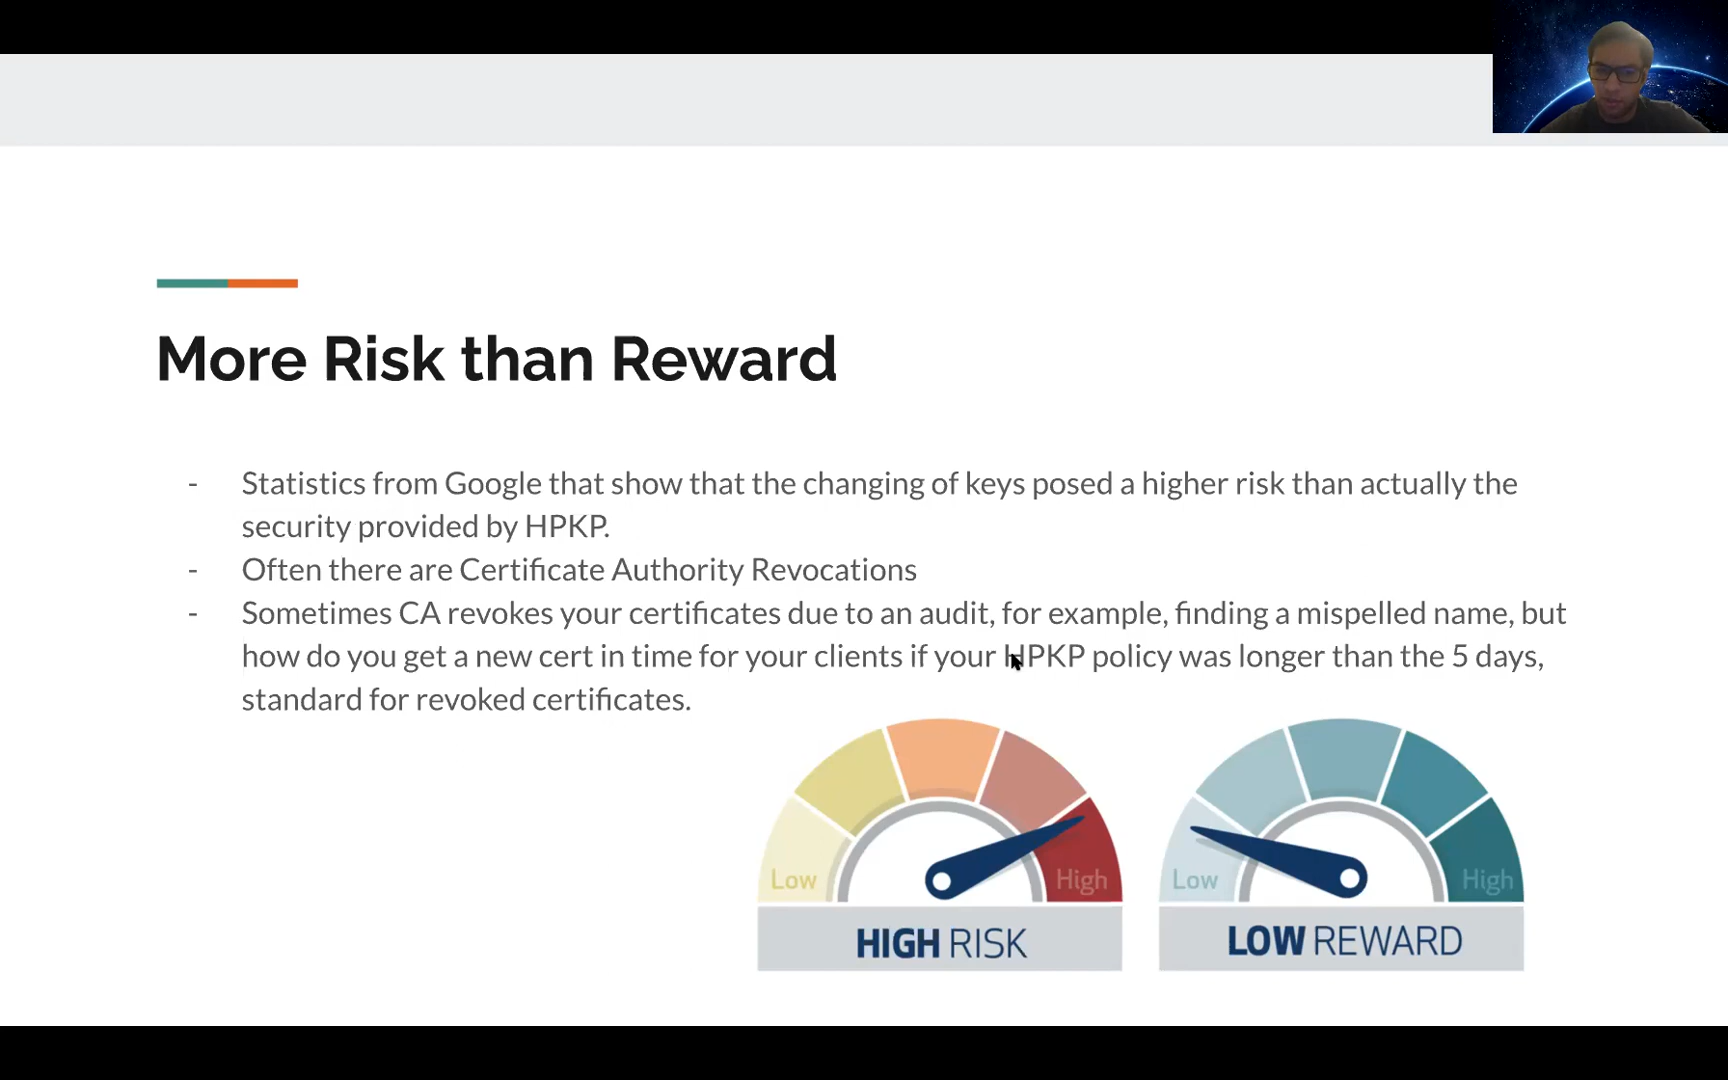 More Risk than Reward
- Statistics from Google that show that the changing of keys posed a higher risk than actually the
security provided by HPKP.
- Often there are Certificate Authority Revocations
- Sometimes CA revokes your certificates due to an audit, for example, finding a mispelled name, but
how do you get a new cert in time for your clients if your HPKP policy was longer than the 5 days,
standard for revoked certificates.
Low High
HIGH RISK
Low High
LOW REWARD